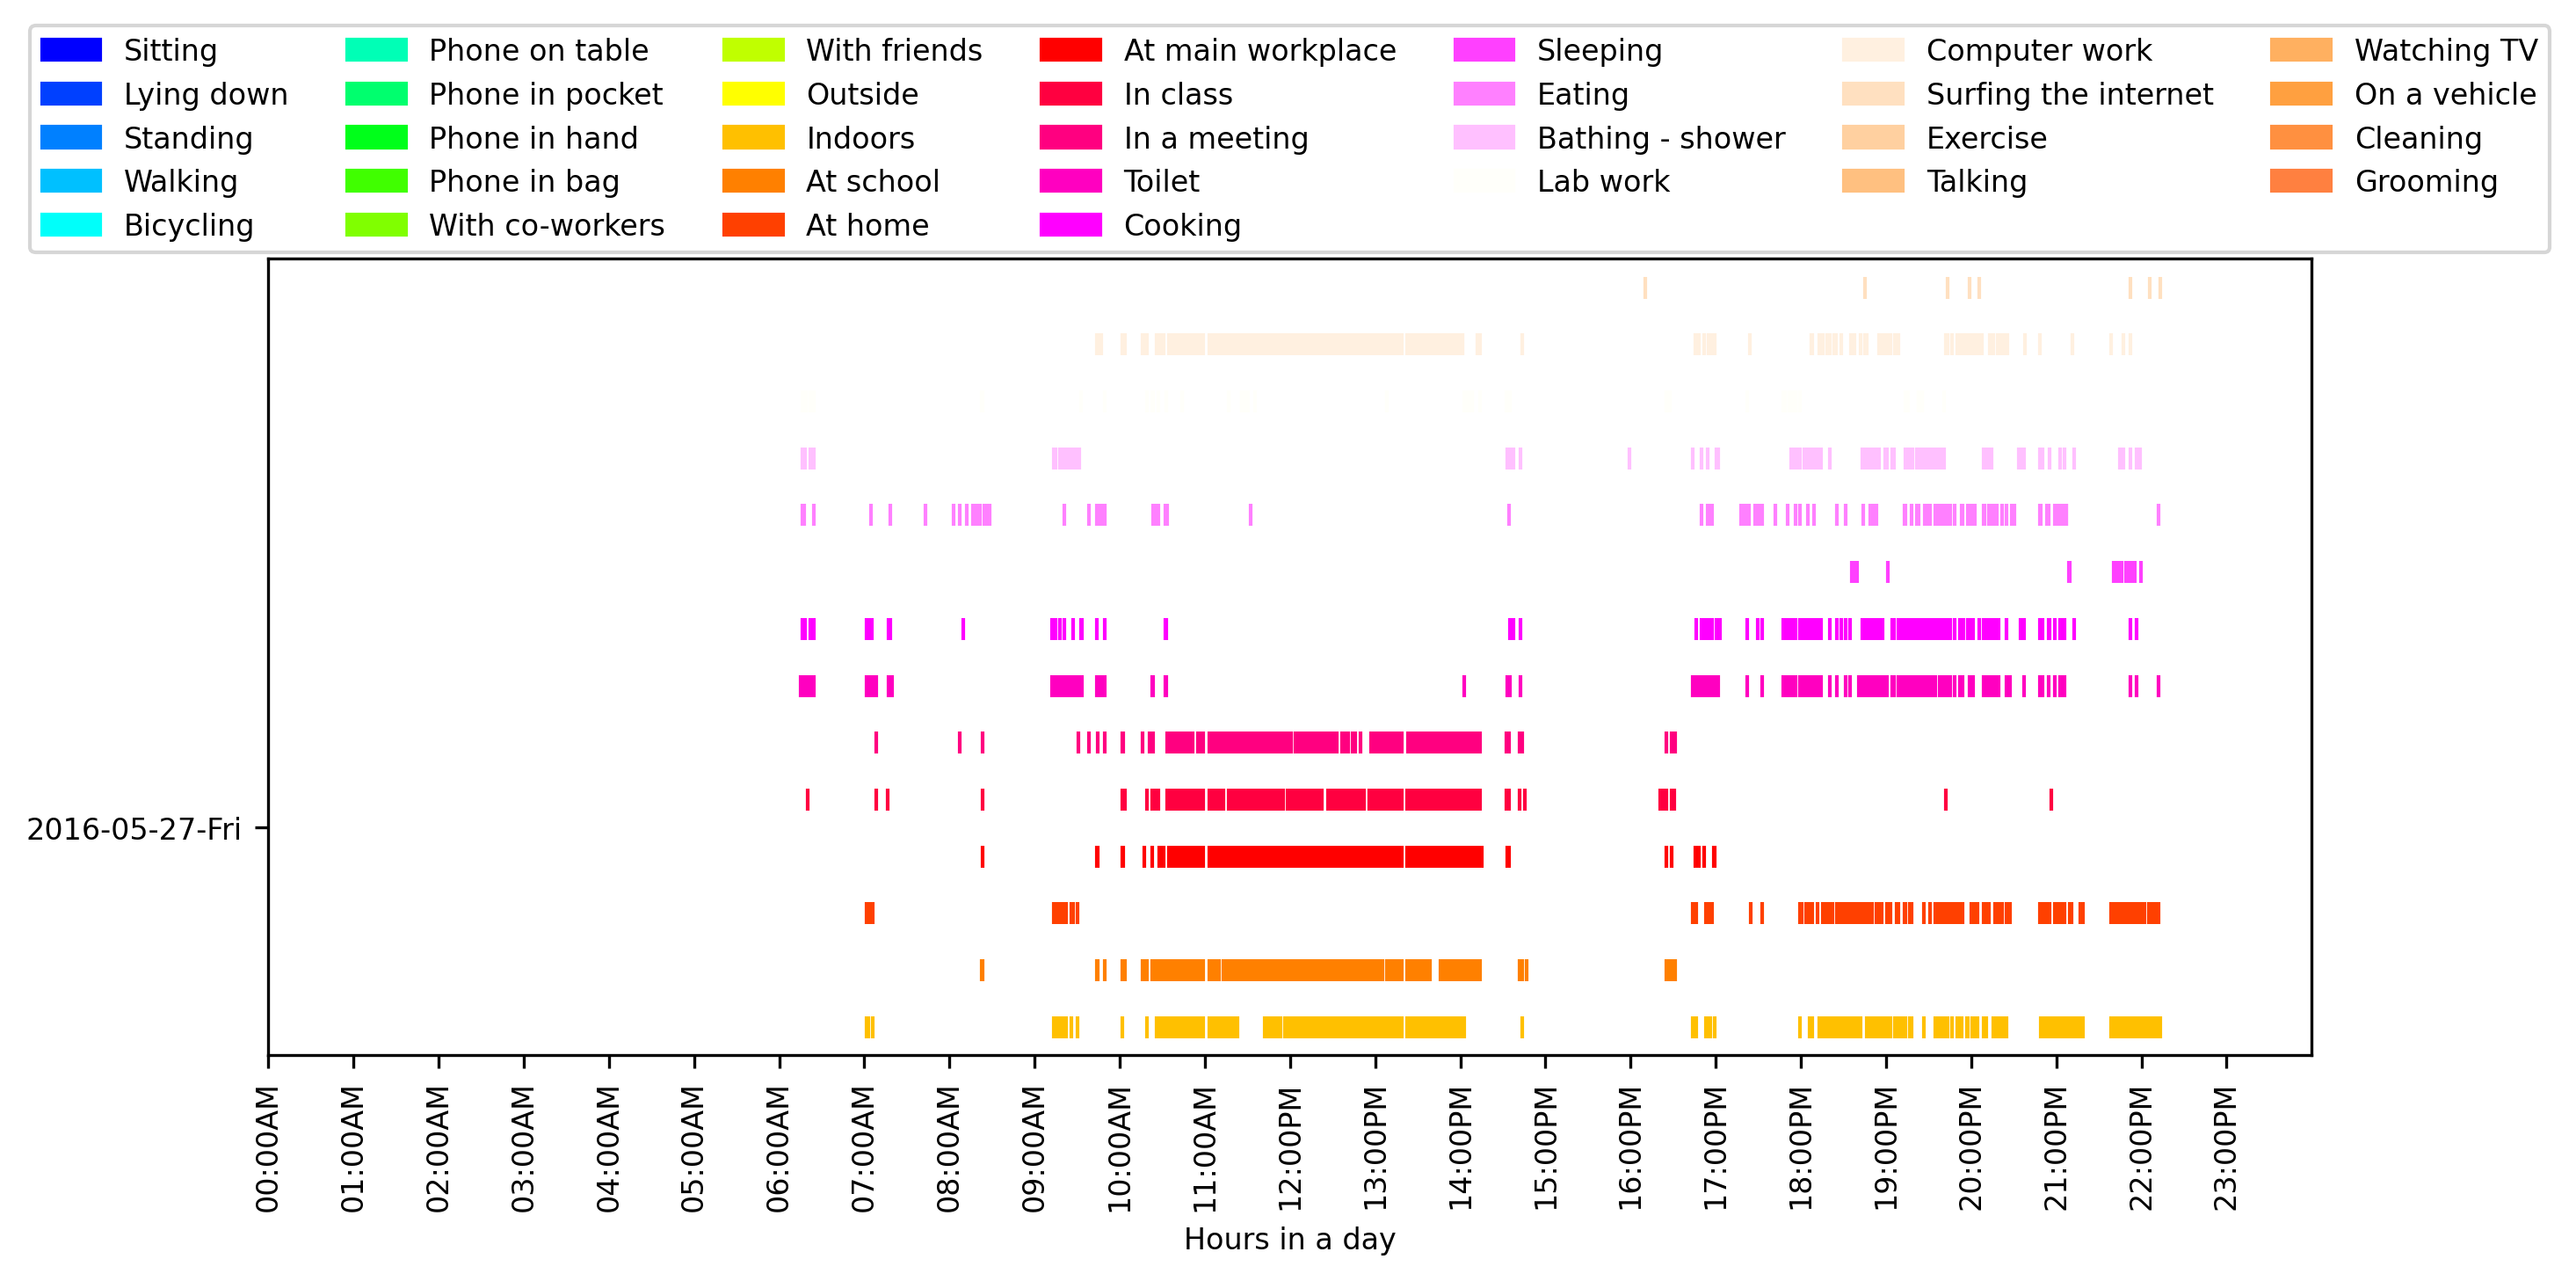 Sitting Phone on table With friends At main workplace Sleeping Computer work Watching TV
Lying down Phone in pocket Outside In class Eating Surfing the internet On a vehicle
Standing Phone in hand Indoors In a meeting Bathing - shower Exercise Cleaning
Walking Phone in bag At school Toilet Lab work Talking Grooming
Bicycling With co-workers At home Cooking
2016-05-27-Fri
00:00AM
01:00AM
02:00AM
03:00AM
04:00AM
05:00AM
06:00AM
07:00AM
08:00AM
09:00AM
10:00AM
11:00AM
12:00PM
13:00PM
14:00PM
15:00PM
16:00PM
17:00PM
18:00PM
19:00PM
20:00PM
21:00PM
22:00PM
23:00PM
Hours in a day